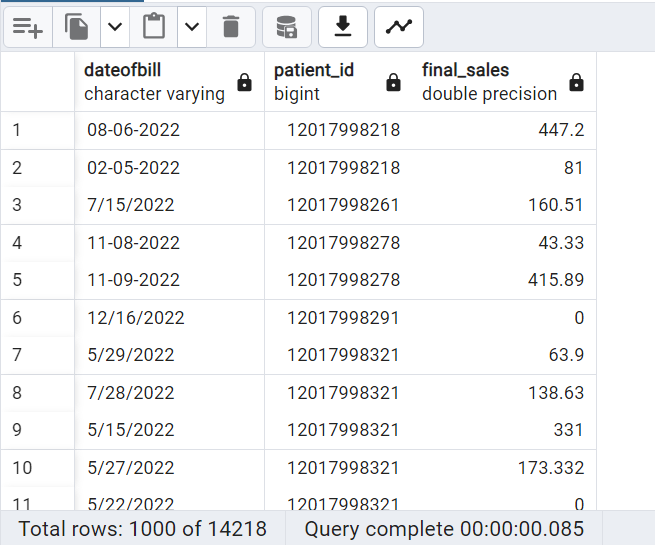 dateofbill patient_id final_sales
character varying bigint double precision
1 08-06-2022 12017998218 447.2
2 02-05-2022 12017998218 81
3 7/15/2022 12017998261 160.51
4 11-08-2022 12017998278 43.33
5 11-09-2022 12017998278 415.89
6 12/16/2022 12017998291 0
7 5/29/2022 12017998321 63.9
8 7/28/2022 12017998321 138.63
9 5/15/2022 12017998321 331
10 5/27/2022 12017998321 173.332
11 5/22/2022 12017998321 0
Total rows: 1000 of 14218 Query complete 00:00:00.085